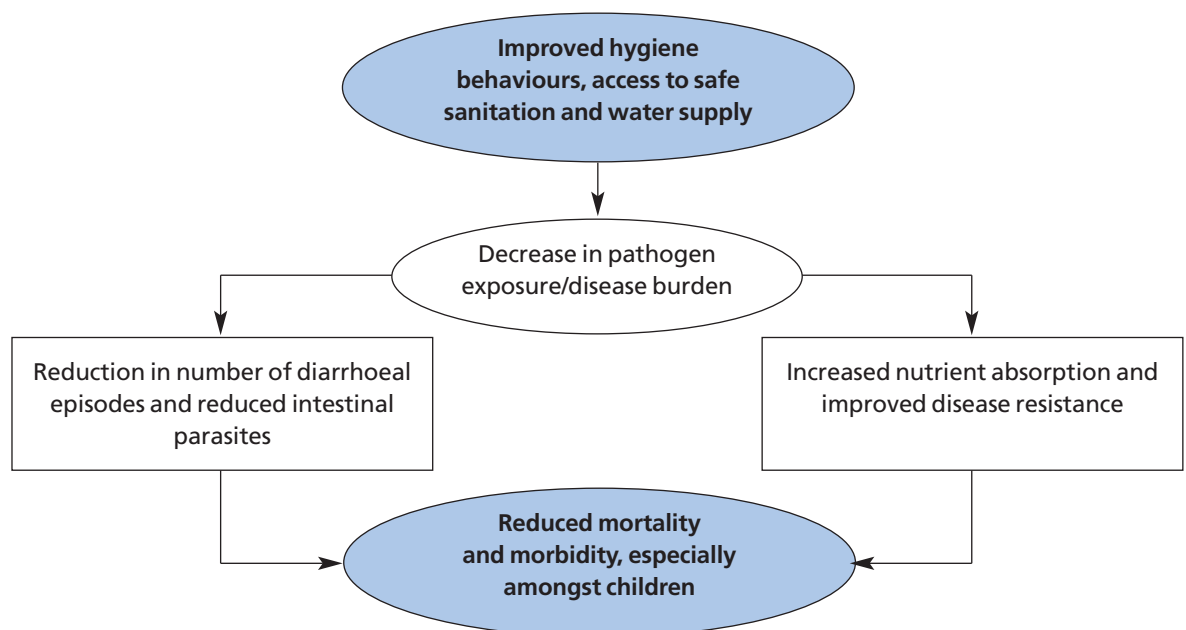 Improved hygiene
behaviours, access to safe
sanitation and water supply
Decrease in pathogen
exposure/disease burden
Reduction in number of diarrhoeal
episodes and reduced intestinal
parasites
Increased nutrient absorption and
improved disease resistance
Reduced mortality
and morbidity, especially
amongst children